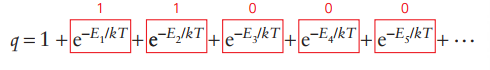 1 1 0 0 0
q = 1 + e^{-E_1/kT} + e^{-E_2/kT} + e^{-E_3/kT} + e^{-E_4/kT} + e^{-E_5/kT} + ⋯